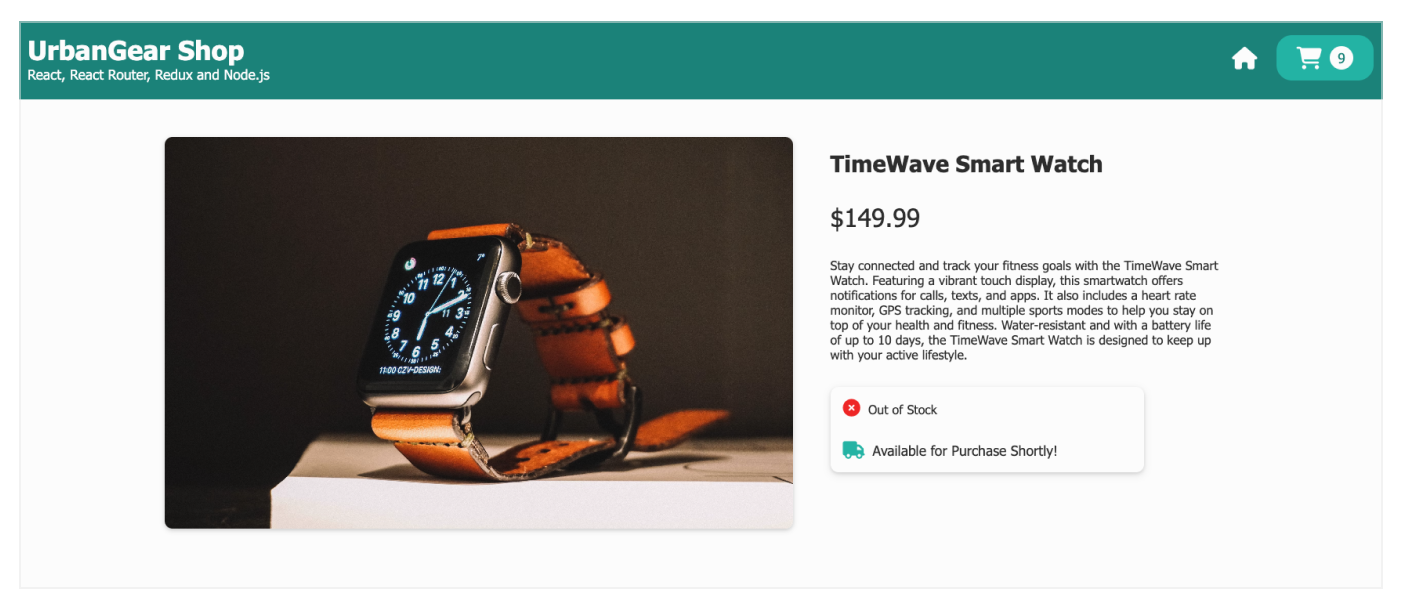 UrbanGear Shop
React, React Router, Redux and Node.js
9
TimeWave Smart Watch
$149.99
Stay connected and track your fitness goals with the TimeWave Smart
Watch. Featuring a vibrant touch display, this smartwatch offers
notifications for calls, texts, and apps. It also includes a heart rate
monitor, GPS tracking, and multiple sports modes to help you stay on
top of your health and fitness. Water-resistant and with a battery life
of up to 10 days, the TimeWave Smart Watch is designed to keep up
with your active lifestyle.
Out of Stock
Available for Purchase Shortly!
7°
12
1
2
3
4
5
6
7
8
9
10
11
11
11:00 CZV-DESIGN: